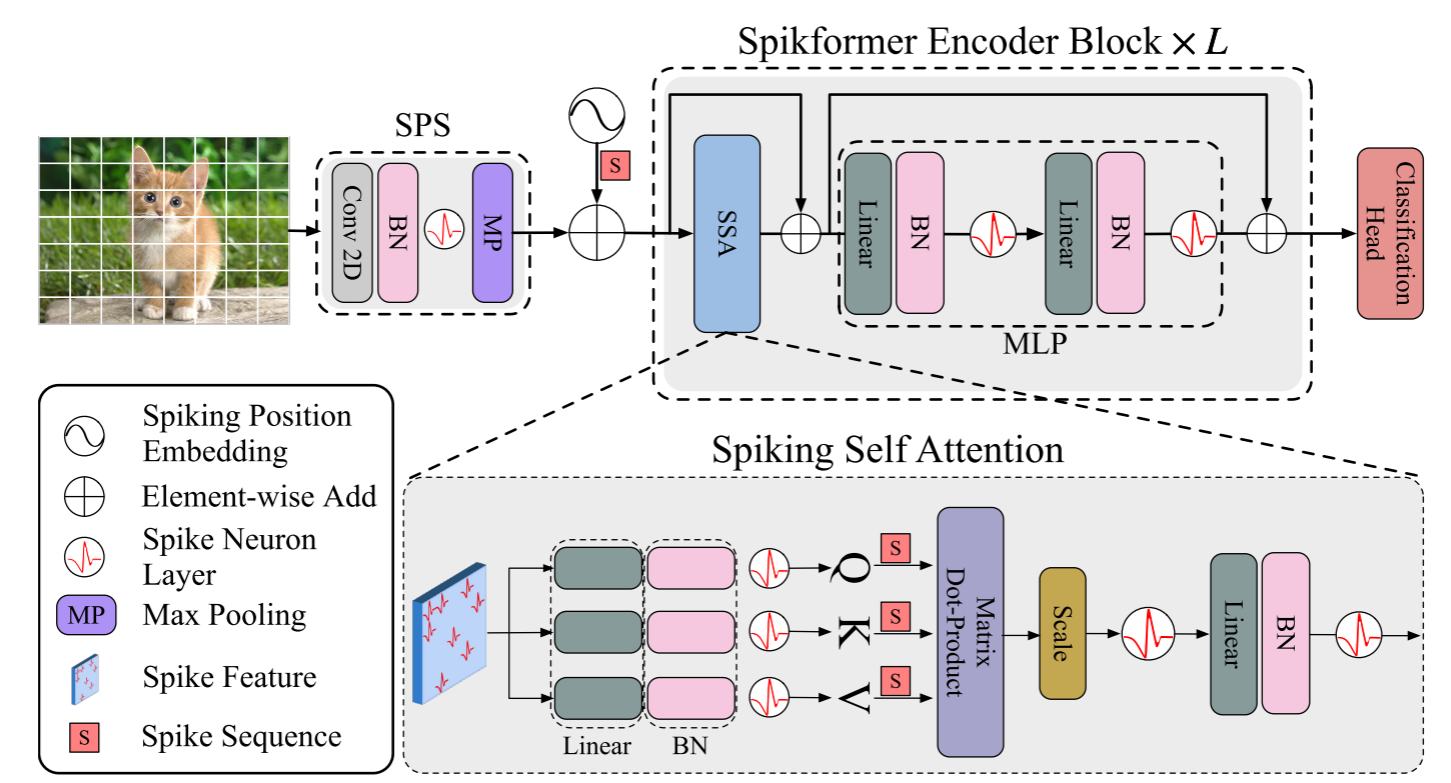 Spikformer Encoder Block × L
SPS
S
Conv 2D
BN
MP
SSA
Linear
BN
Linear
BN
MLP
Classification
Head
Spiking Position
Embedding
Element-wise Add
Spike Neuron
Layer
MP
Max Pooling
Spike Feature
S
Spike Sequence
Spiking Self Attention
Q
S
K
S
V
S
Linear
BN
Matrix
Dot-Product
Scale
Linear
BN